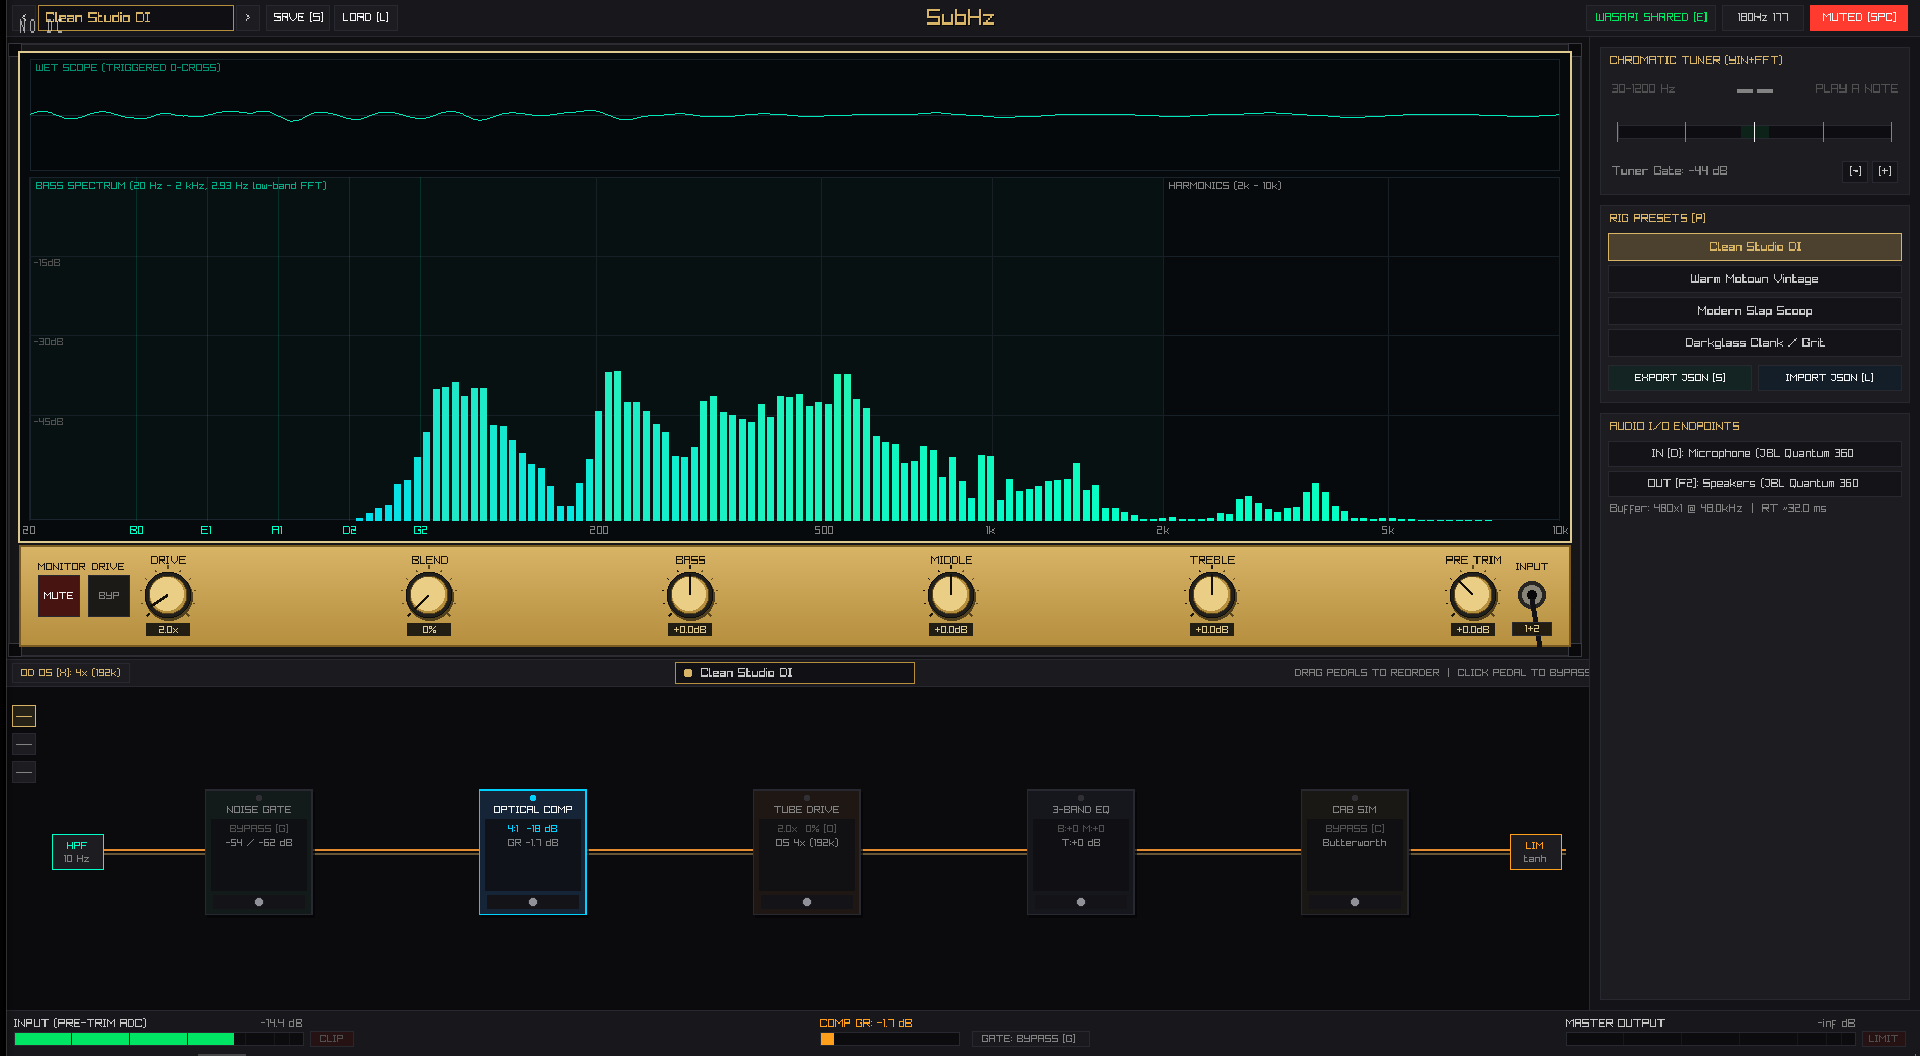 Clean Studio DI
>
SAVE [S]
LOAD [L]
SubHz
WASAPI SHARED [E]
180Hz 177
MUTED [SPC]
WET SCOPE (TRIGGERED 0-CROSS)
BASS SPECTRUM (20 Hz - 2 kHz, 2.93 Hz low-band FFT)
HARMONICS (2k - 10k)
-15dB
-30dB
-45dB
20 B0 E1 A1 D2 G2 200 500 1k 2k 5k 10k
MONITOR DRIVE
MUTE
BYP
DRIVE
2.0x
BLEND
0%
BASS
+0.0dB
MIDDLE
+0.0dB
TREBLE
+0.0dB
PRE TRIM
+0.0dB
INPUT
1+2
OD OS [X]: 4x (192k)
Clean Studio DI
DRAG PEDALS TO REORDER | CLICK PEDAL TO BYPASS
HPF
10 Hz
NOISE GATE
BYPASS [G]
-54 / -62 dB
OPTICAL COMP
4:1 -18 dB
GR -1.7 dB
TUBE DRIVE
2.0x 0% [O]
OS 4x (192k)
3-BAND EQ
B:+0 M:+0
T:+0 dB
CAB SIM
BYPASS [C]
Butterworth
LIM
tanh
INPUT (PRE-TRIM ADC)
-14.4 dB
CLIP
COMP GR: -1.7 dB
GATE: BYPASS [G]
MASTER OUTPUT
-inf dB
LIMIT
CHROMATIC TUNER (YIN+FFT)
30-1200 Hz
-- 
PLAY A NOTE
Tuner Gate: -44 dB
[-]
[+]
RIG PRESETS [P]
Clean Studio DI
Warm Motown Vintage
Modern Slap Scoop
Darkglass Clank / Grit
EXPORT JSON [S]
IMPORT JSON [L]
AUDIO I/O ENDPOINTS
IN [D]: Microphone (JBL Quantum 360
OUT [F2]: Speakers (JBL Quantum 360
Buffer: 480x1 @ 48.0kHz | RT ≈32.0 ms